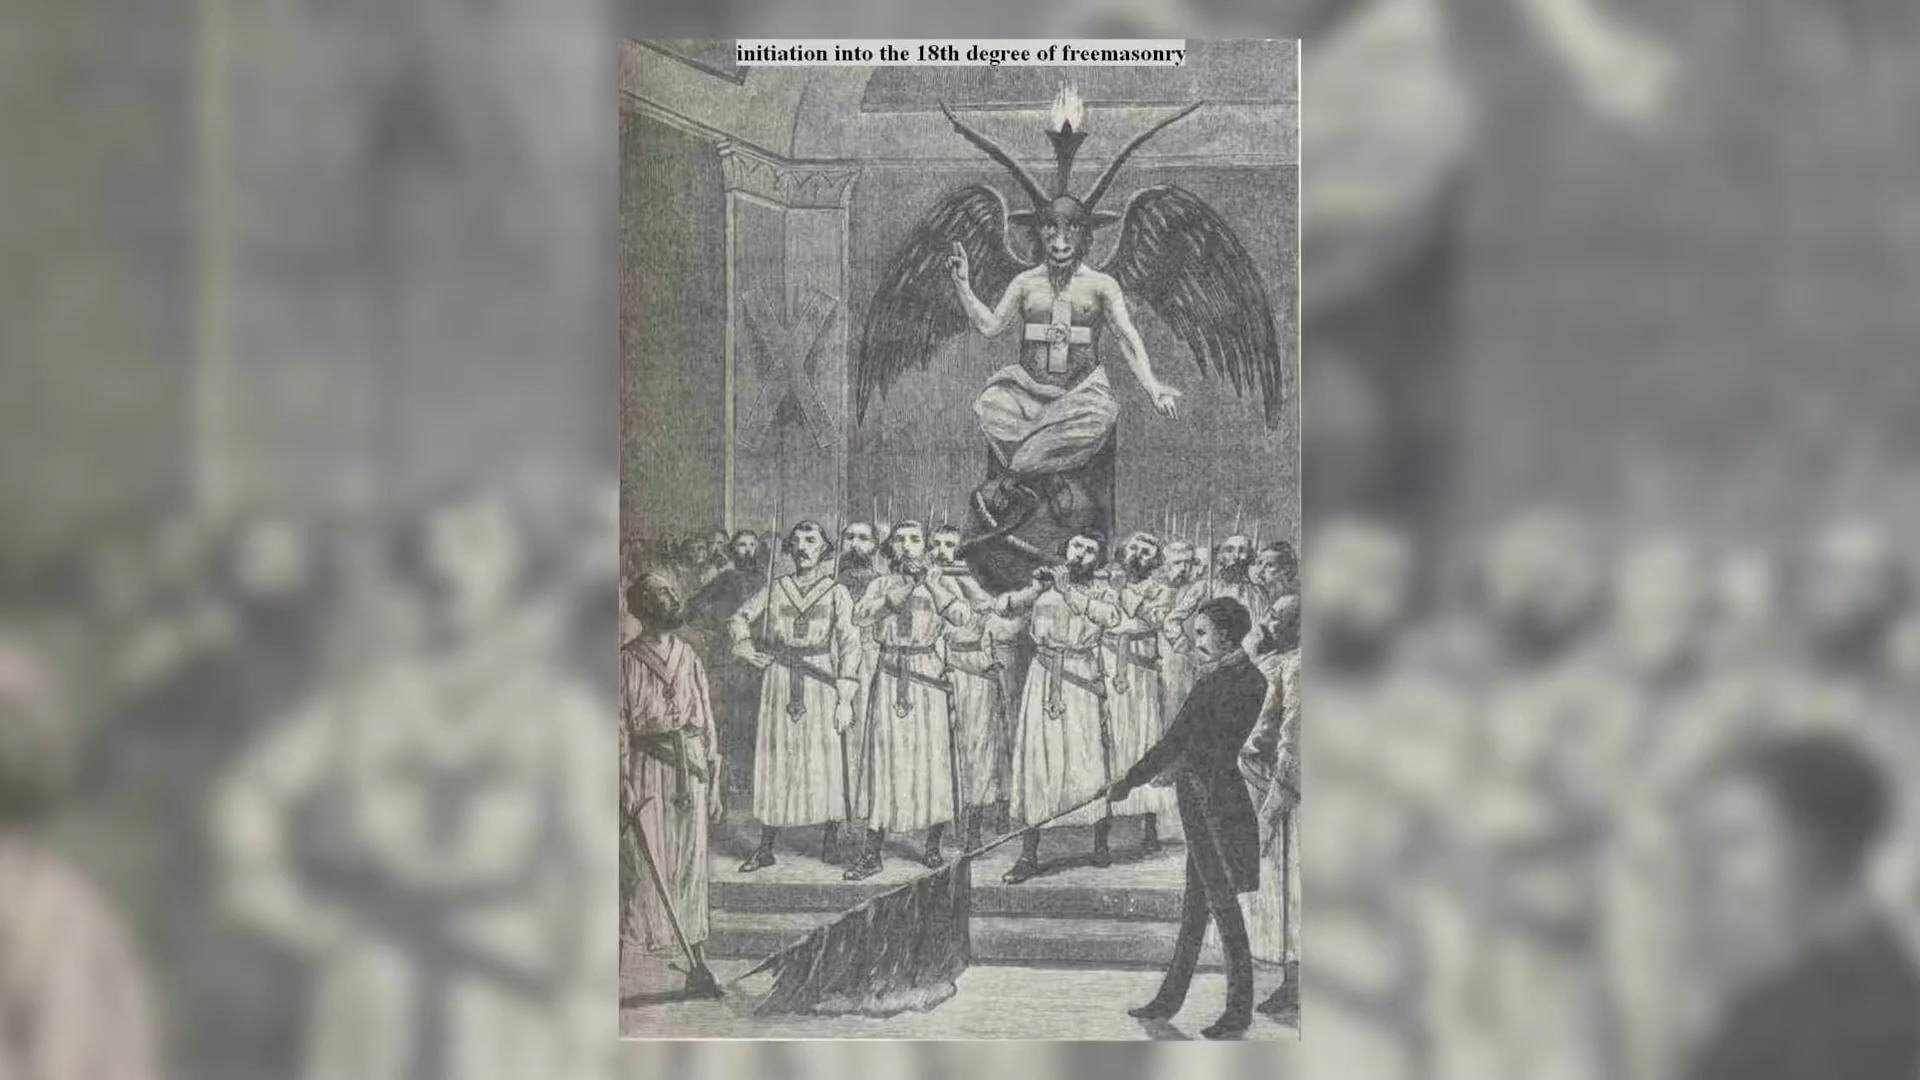 initiation into the 18th degree of freemasonry